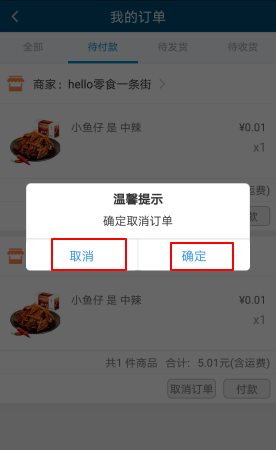 我的订单
全部 待付款 待发货 待收货
商家：hello零食一条街
小鱼仔 是 中辣 ¥0.01
x1
运费)
款
温馨提示
确定取消订单
取消 确定
小鱼仔 是 中辣 ¥0.01
x1
共1 件商品 合计：5.01元(含运费)
取消订单 付款